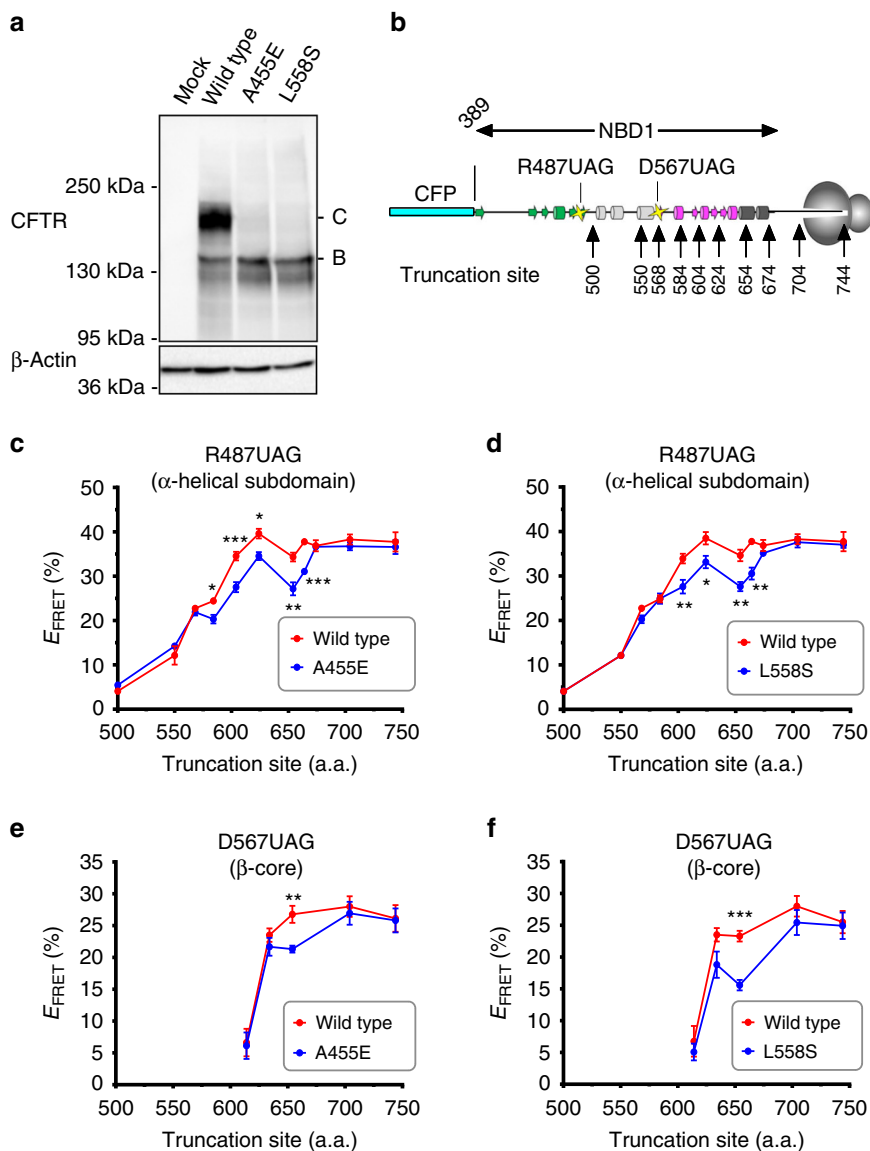 a
Mock
Wild type
A455E
L558S
250 kDa -
CFTR
130 kDa -
95 kDa -
β-Actin
36 kDa -
C
B
b
389
NBD1
R487UAG
D567UAG
CFP
Truncation site
500
550
568
584
604
624
654
674
704
744
c
R487UAG
(α-helical subdomain)
50
40
30
20
10
0
E_FRET (%)
*
***
*
**
***
Wild type
A455E
500 550 600 650 700 750
Truncation site (a.a.)
d
R487UAG
(α-helical subdomain)
50
40
30
20
10
0
E_FRET (%)
**
*
**
**
Wild type
L558S
500 550 600 650 700 750
Truncation site (a.a.)
e
D567UAG
(β-core)
35
30
25
20
15
10
5
0
E_FRET (%)
**
Wild type
A455E
500 550 600 650 700 750
Truncation site (a.a.)
f
D567UAG
(β-core)
35
30
25
20
15
10
5
0
E_FRET (%)
***
Wild type
L558S
500 550 600 650 700 750
Truncation site (a.a.)